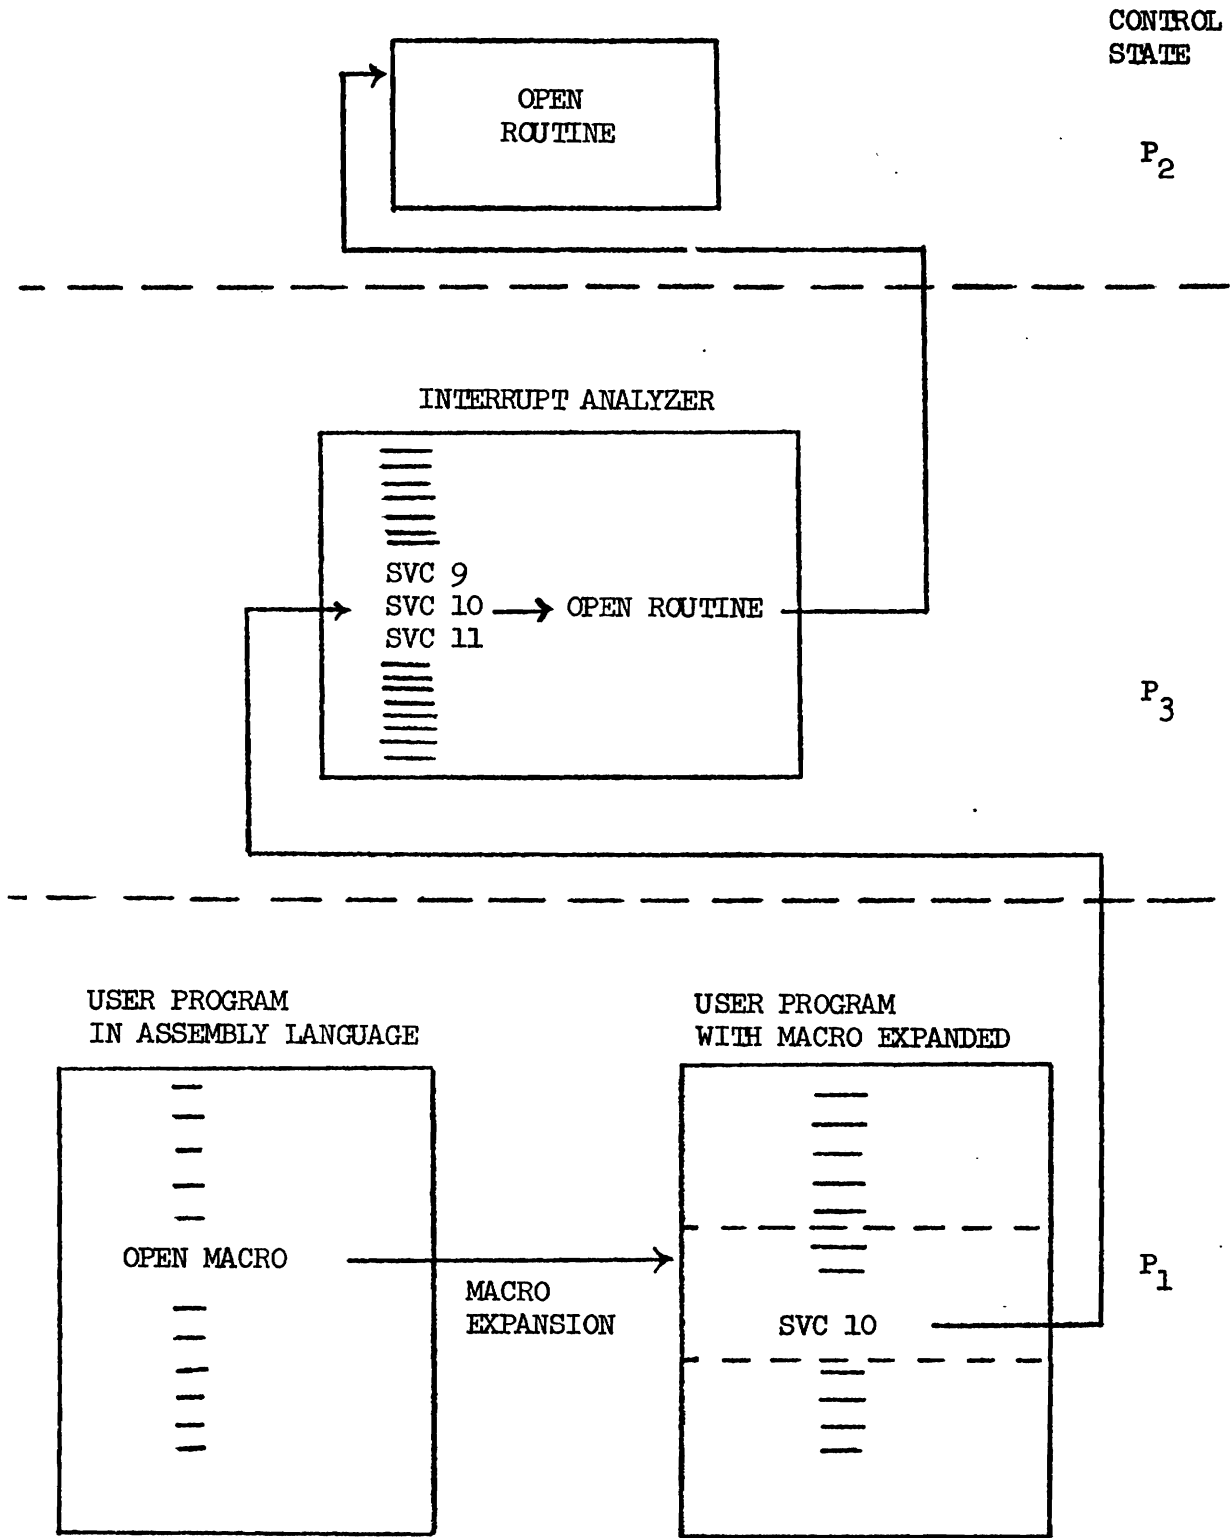 CONTROL
STATE
OPEN
ROUTINE
P2
INTERRUPT ANALYZER
SVC 9
SVC 10 OPEN ROUTINE
SVC 11
P3
USER PROGRAM
IN ASSEMBLY LANGUAGE
USER PROGRAM
WITH MACRO EXPANDED
OPEN MACRO
MACRO
EXPANSION
SVC 10
P1